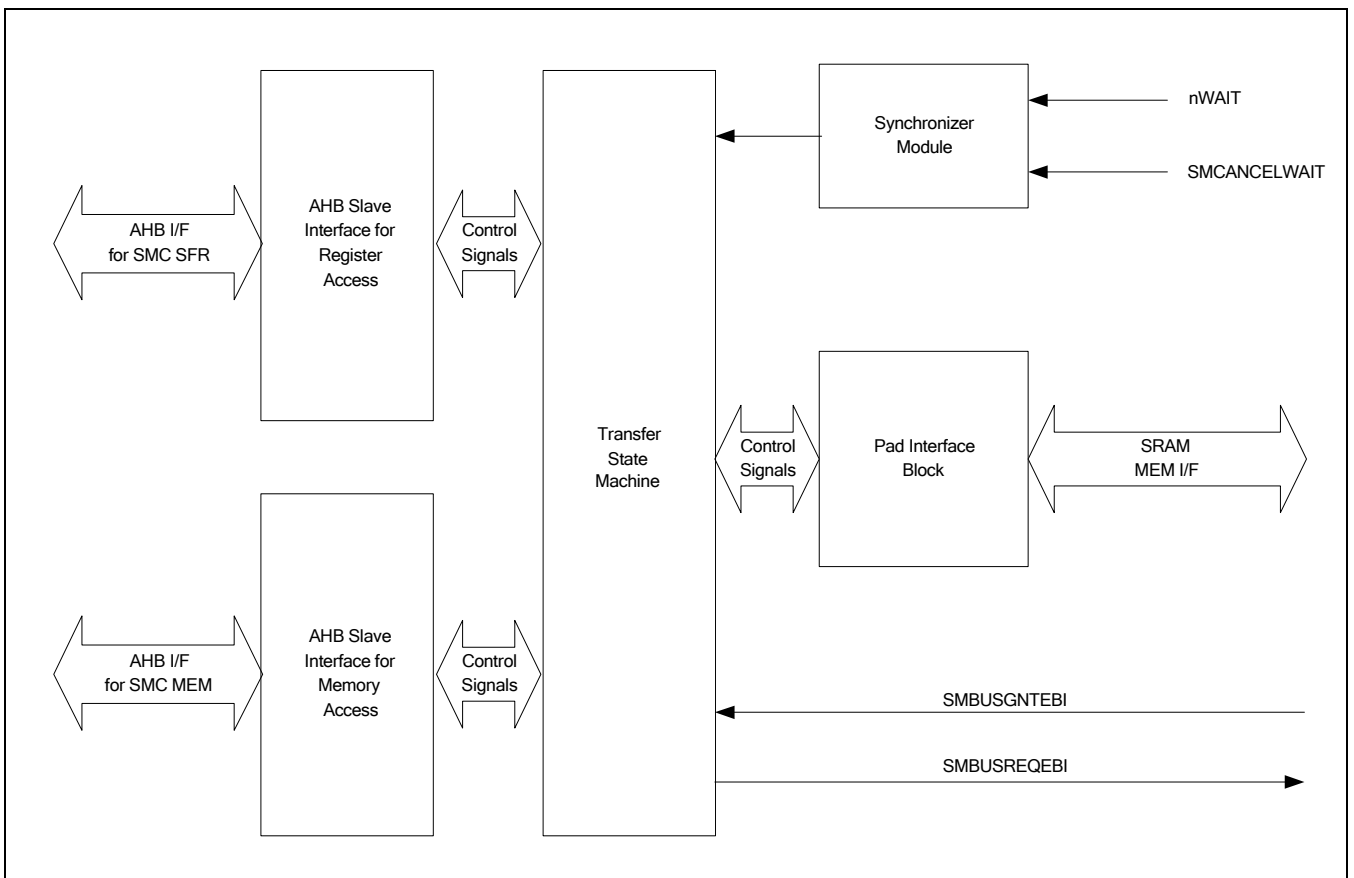 nWAIT
Synchronizer
Module
SMCANCELWAIT
AHB Slave
Interface for
Register
Access
AHB I/F
for SMC SFR
Control
Signals
Transfer
State
Machine
Control
Signals
Pad Interface
Block
SRAM
MEM I/F
AHB Slave
Interface for
Memory
Access
AHB I/F
for SMC MEM
Control
Signals
SMBUSGNTEBI
SMBUSREQEBI